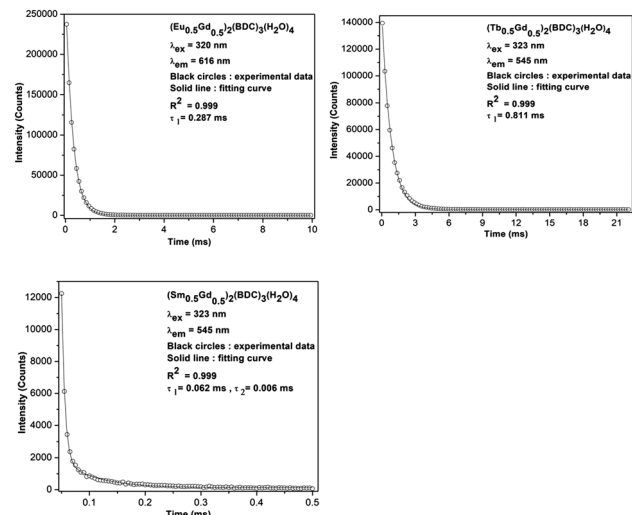 (Eu0.5Gd0.5)2(BDC)3(H2O)4
λex = 320 nm
λem = 616 nm
Black circles : experimental data
Solid line : fitting curve
R2 = 0.999
τ1= 0.287 ms
Intensity (Counts)
250000
200000
150000
100000
50000
0
0 2 4 6 8 10
Time (ms)
(Tb0.5Gd0.5)2(BDC)3(H2O)4
λex = 323 nm
λem = 545 nm
Black circles : experimental data
Solid line : fitting curve
R2 = 0.999
τ1= 0.811 ms
Intensity (Counts)
140000
120000
100000
80000
60000
40000
20000
0
0 3 6 9 12 15 18 21
Time (ms)
(Sm0.5Gd0.5)2(BDC)3(H2O)4
λex = 323 nm
λem = 545 nm
Black circles : experimental data
Solid line : fitting curve
R2 = 0.999
τ1= 0.062 ms , τ2= 0.006 ms
Intensity (Counts)
12000
10000
8000
6000
4000
2000
0
0.1 0.2 0.3 0.4 0.5
Time (ms)